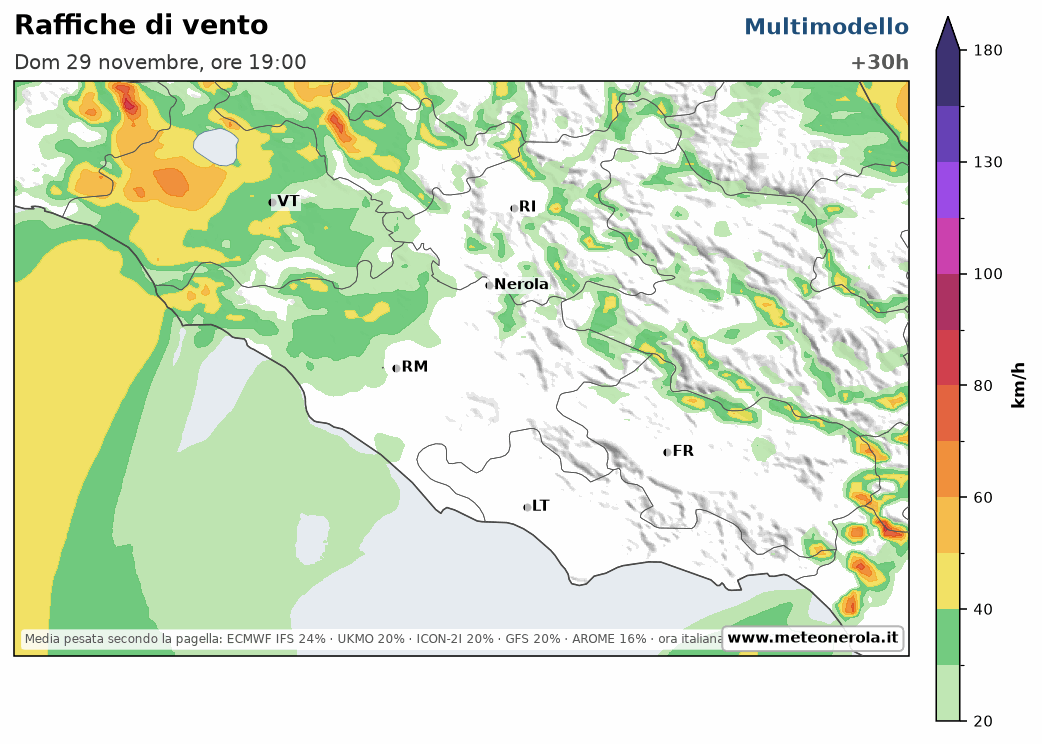 Raffiche di vento
Multimodello
Dom 29 novembre, ore 19:00
+30h
180
130
100
80
60
40
20
km/h
VT
RI
Nerola
RM
FR
LT
Media pesata secondo la pagella: ECMWF IFS 24% · UKMO 20% · ICON-2I 20% · GFS 20% · AROME 16% · ora italiana
www.meteonerola.it